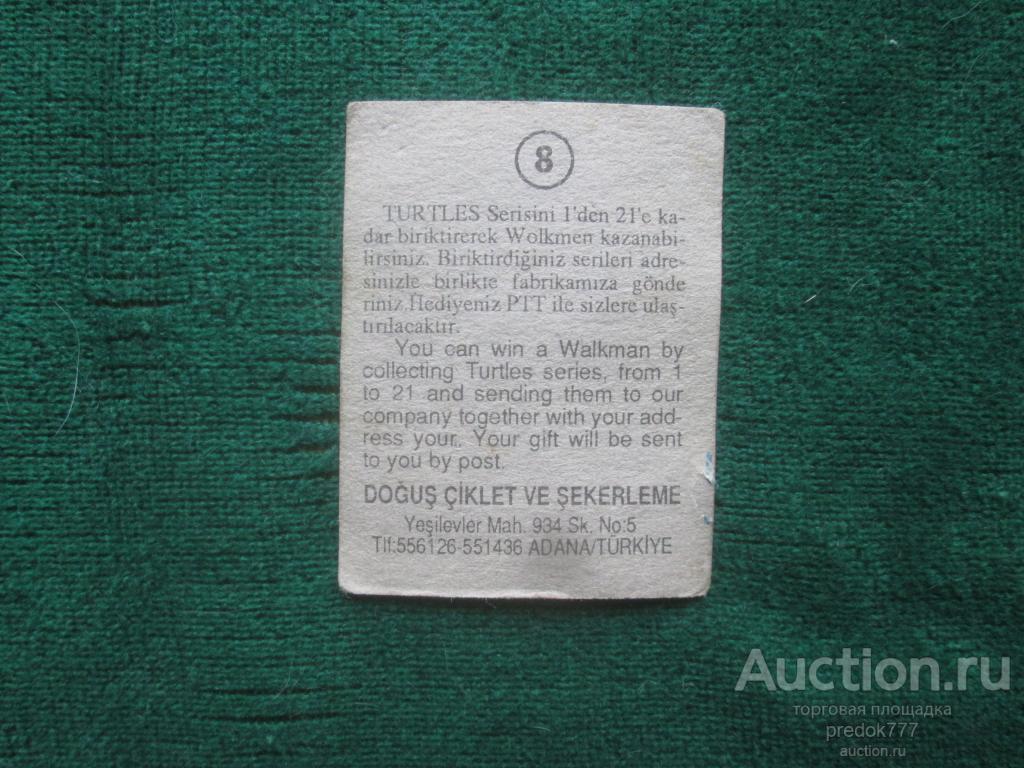 8
TURTLES Serisini 1'den 21'e ka-
dar biriktirerek Wolkmen kazanabi-
lirsiniz. Biriktirdiğiniz serileri adre-
sinizle birlikte fabrikamıza gönde
riniz.Hediyeniz PTT ile sizlere ulaş-
tırılacaktır.
You can win a Walkman by
collecting Turtles series, from 1
to 21 and sending them to our
company together with your add-
ress your. Your gift will be sent
to you by post.
DOĞUŞ ÇİKLET VE ŞEKERLEME
Yeşilevler Mah. 934 Sk. No:5
Tlf:556126-551436 ADANA/TÜRKİYE
Auction.ru
торговая площадка
predok777
auction.ru